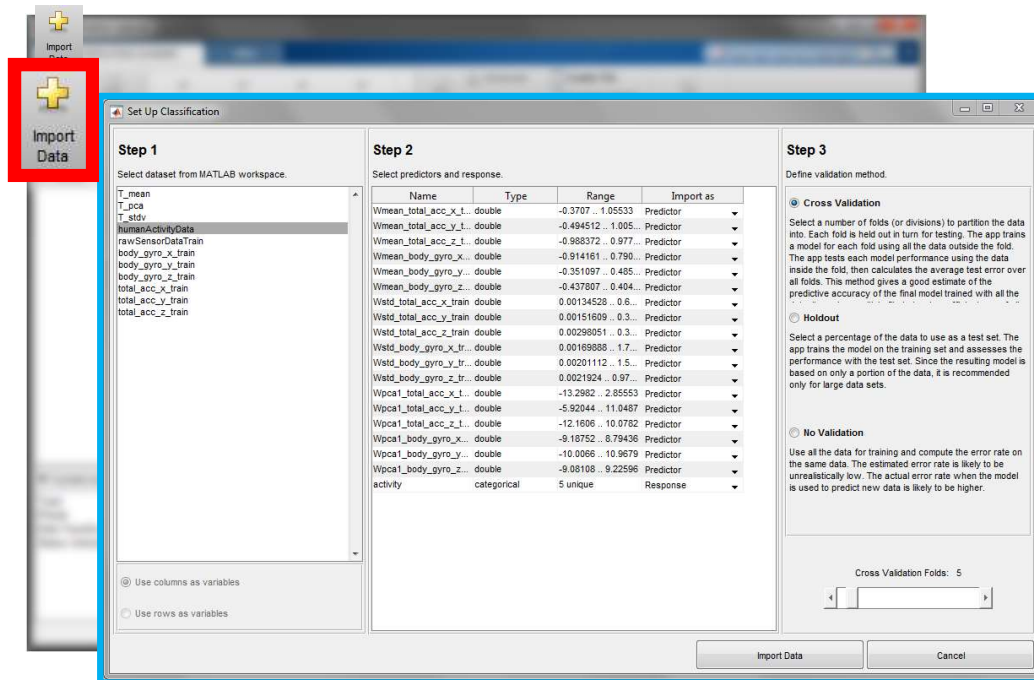 Import
Data
Import
Data
Set Up Classification
Step 1
Select dataset from MATLAB workspace.
T_mean
T_pca
T_stdv
humanActivityData
rawSensorDataTrain
body_gyro_x_train
body_gyro_y_train
body_gyro_z_train
total_acc_x_train
total_acc_y_train
total_acc_z_train
Use columns as variables
Use rows as variables
Step 2
Select predictors and response.
Name Type Range Import as
Wmean_total_acc_x_t... double -0.3707 .. 1.05533 Predictor
Wmean_total_acc_y_t... double -0.494512 .. 1.005... Predictor
Wmean_total_acc_z_t... double -0.988372 .. 0.977... Predictor
Wmean_body_gyro_x... double -0.914161 .. 0.790... Predictor
Wmean_body_gyro_y... double -0.351097 .. 0.485... Predictor
Wmean_body_gyro_z... double -0.437807 .. 0.404... Predictor
Wstd_total_acc_x_train double 0.00134528 .. 0.6... Predictor
Wstd_total_acc_y_train double 0.00151609 .. 0.3... Predictor
Wstd_total_acc_z_train double 0.00298051 .. 0.3... Predictor
Wstd_body_gyro_x_tr... double 0.00169888 .. 1.7... Predictor
Wstd_body_gyro_y_tr... double 0.00201112 .. 1.5... Predictor
Wstd_body_gyro_z_tr... double 0.0021924 .. 0.97... Predictor
Wpca1_total_acc_x_t... double -13.2982 .. 2.85553 Predictor
Wpca1_total_acc_y_t... double -5.92044 .. 11.0487 Predictor
Wpca1_total_acc_z_t... double -12.1606 .. 10.0782 Predictor
Wpca1_body_gyro_x... double -9.18752 .. 8.79436 Predictor
Wpca1_body_gyro_y... double -10.0066 .. 10.9679 Predictor
Wpca1_body_gyro_z... double -9.08108 .. 9.22596 Predictor
activity categorical 5 unique Response
Step 3
Define validation method.
Cross Validation
Select a number of folds (or divisions) to partition the data
into. Each fold is held out in turn for testing. The app trains
a model for each fold using all the data outside the fold.
The app tests each model performance using the data
inside the fold, then calculates the average test error over
all folds. This method gives a good estimate of the
predictive accuracy of the final model trained with all the
Holdout
Select a percentage of the data to use as a test set. The
app trains the model on the training set and assesses the
performance with the test set. Since the resulting model is
based on only a portion of the data, it is recommended
only for large data sets.
No Validation
Use all the data for training and compute the error rate on
the same data. The estimated error rate is likely to be
unrealistically low. The actual error rate when the model
is used to predict new data is likely to be higher.
Cross Validation Folds: 5
Import Data
Cancel